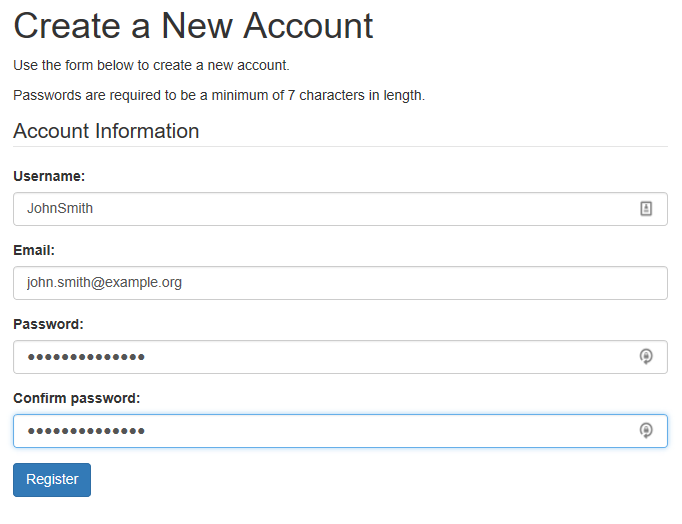 Create a New Account
Use the form below to create a new account.
Passwords are required to be a minimum of 7 characters in length.
Account Information
Username:
JohnSmith
Email:
john.smith@example.org
Password:
●●●●●●●●●●●●●●
Confirm password:
●●●●●●●●●●●●●●
Register